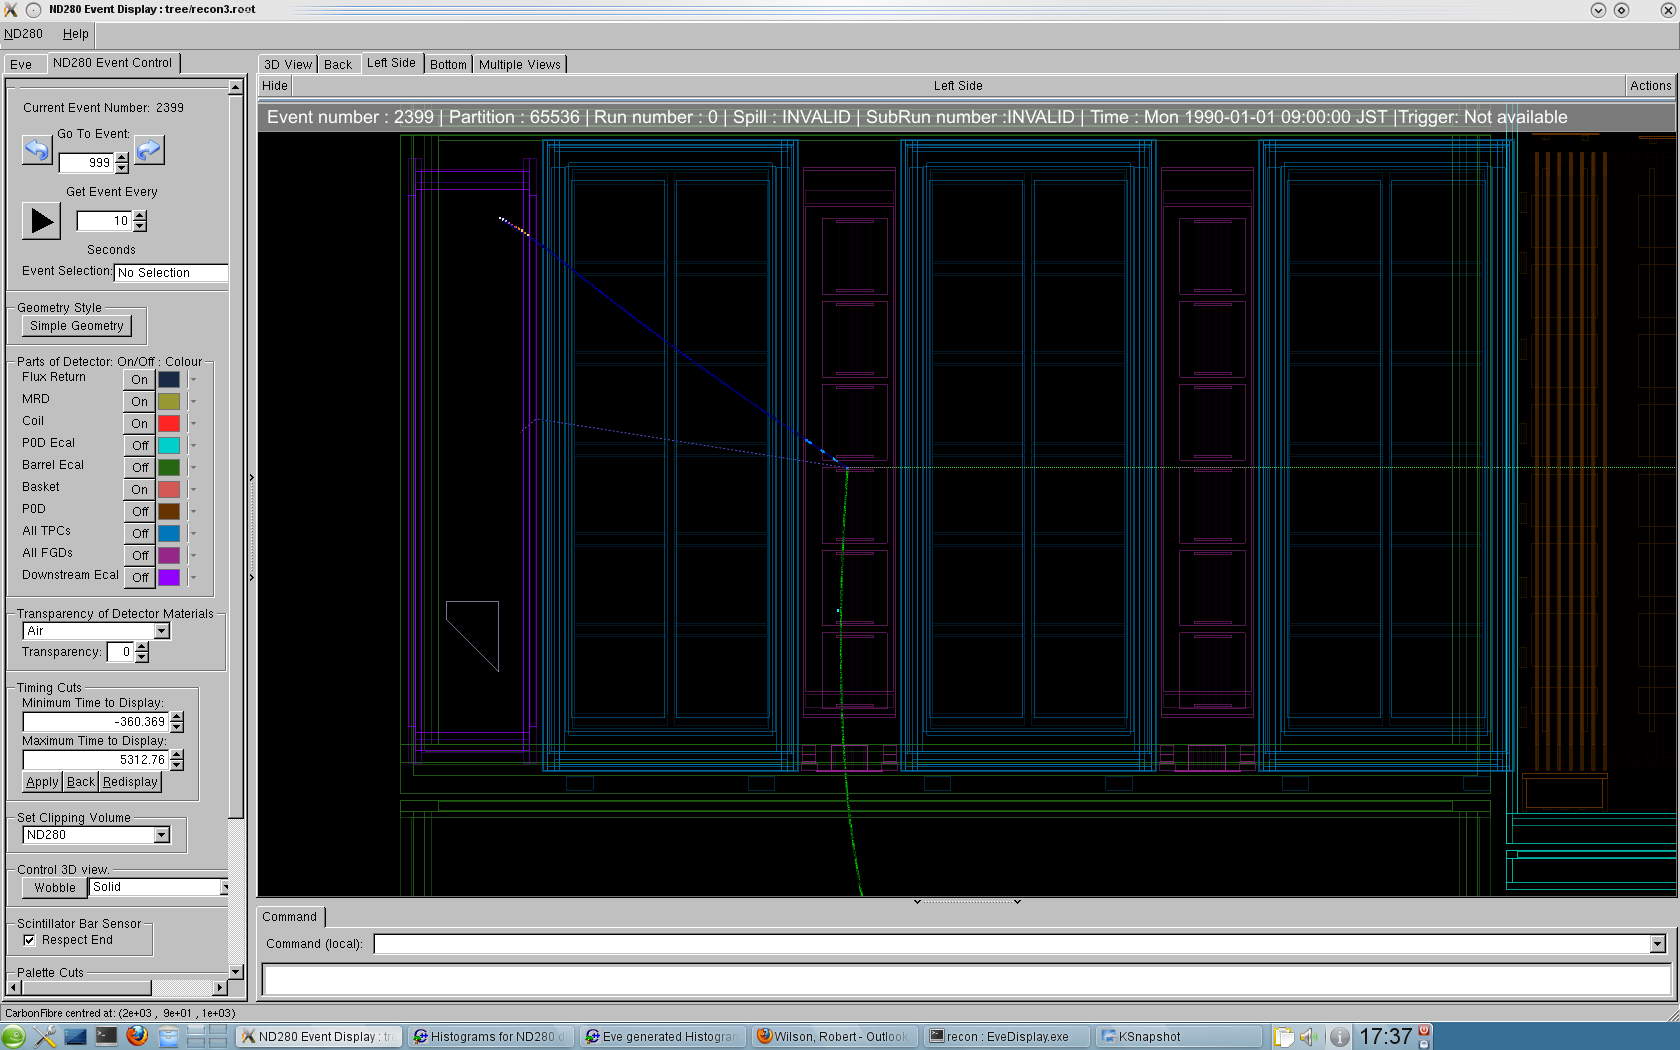 ND280 Event Display : tree/recon3.root
ND280 Help
Eve ND280 Event Control
3D View Back Left Side Bottom Multiple Views
Hide Left Side Actions
Event number : 2399 | Partition : 65536 | Run number : 0 | Spill : INVALID | SubRun number :INVALID | Time : Mon 1990-01-01 09:00:00 JST |Trigger: Not available
Current Event Number: 2399
Go To Event:
999
Get Event Every
10
Seconds
Event Selection: No Selection
Geometry Style
Simple Geometry
Parts of Detector: On/Off : Colour
Flux Return On
MRD On
Coil On
P0D Ecal Off
Barrel Ecal Off
Basket On
P0D Off
All TPCs Off
All FGDs Off
Downstream Ecal Off
Transparency of Detector Materials
Air
Transparency: 0
Timing Cuts
Minimum Time to Display:
-360.369
Maximum Time to Display:
5312.76
Apply Back Redisplay
Set Clipping Volume
ND280
Control 3D view.
Wobble Solid
Scintillator Bar Sensor
Respect End
Palette Cuts
Command
Command (local):
CarbonFibre centred at: (2e+03 , 9e+01 , 1e+03)
ND280 Event Display : tr
Histograms for ND280 d
Eve generated Histogram
Wilson, Robert - Outlook
recon : EveDisplay.exe
KSnapshot
17:37